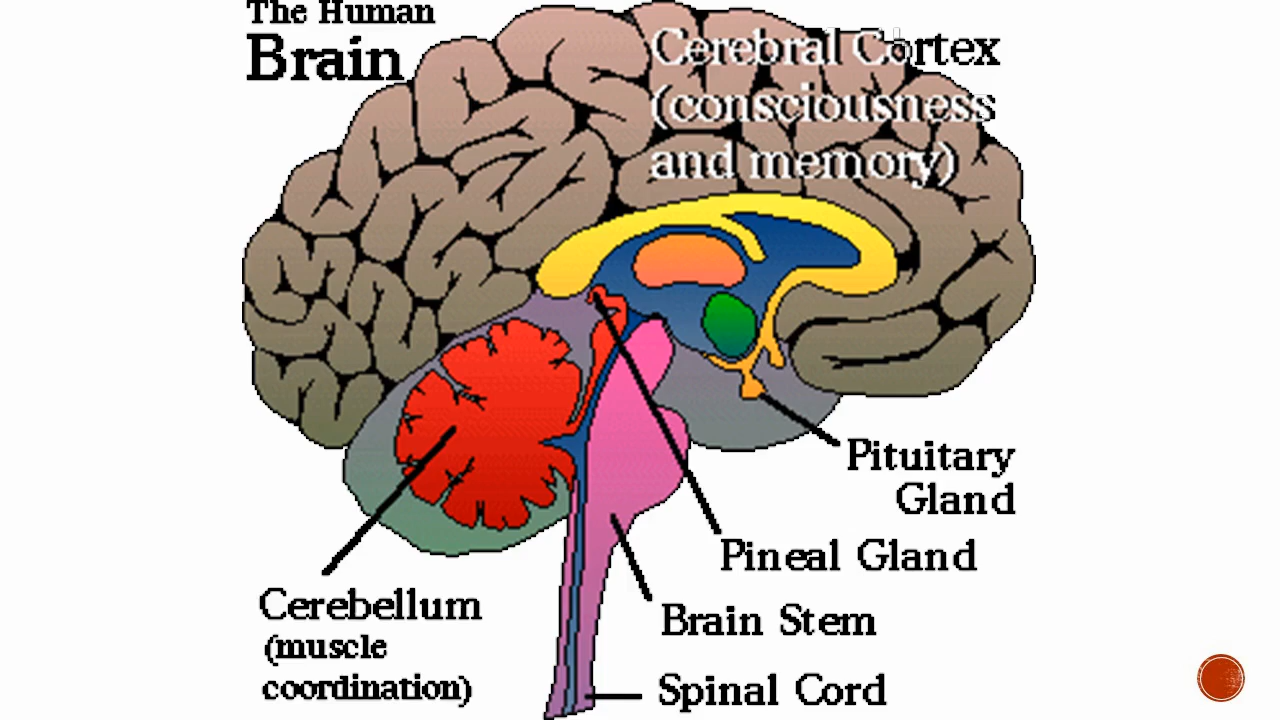 The Human
Brain
Cerebral Cortex
(consciousness
and memory)
Pituitary
Gland
Pineal Gland
Brain Stem
Spinal Cord
Cerebellum
(muscle
coordination)